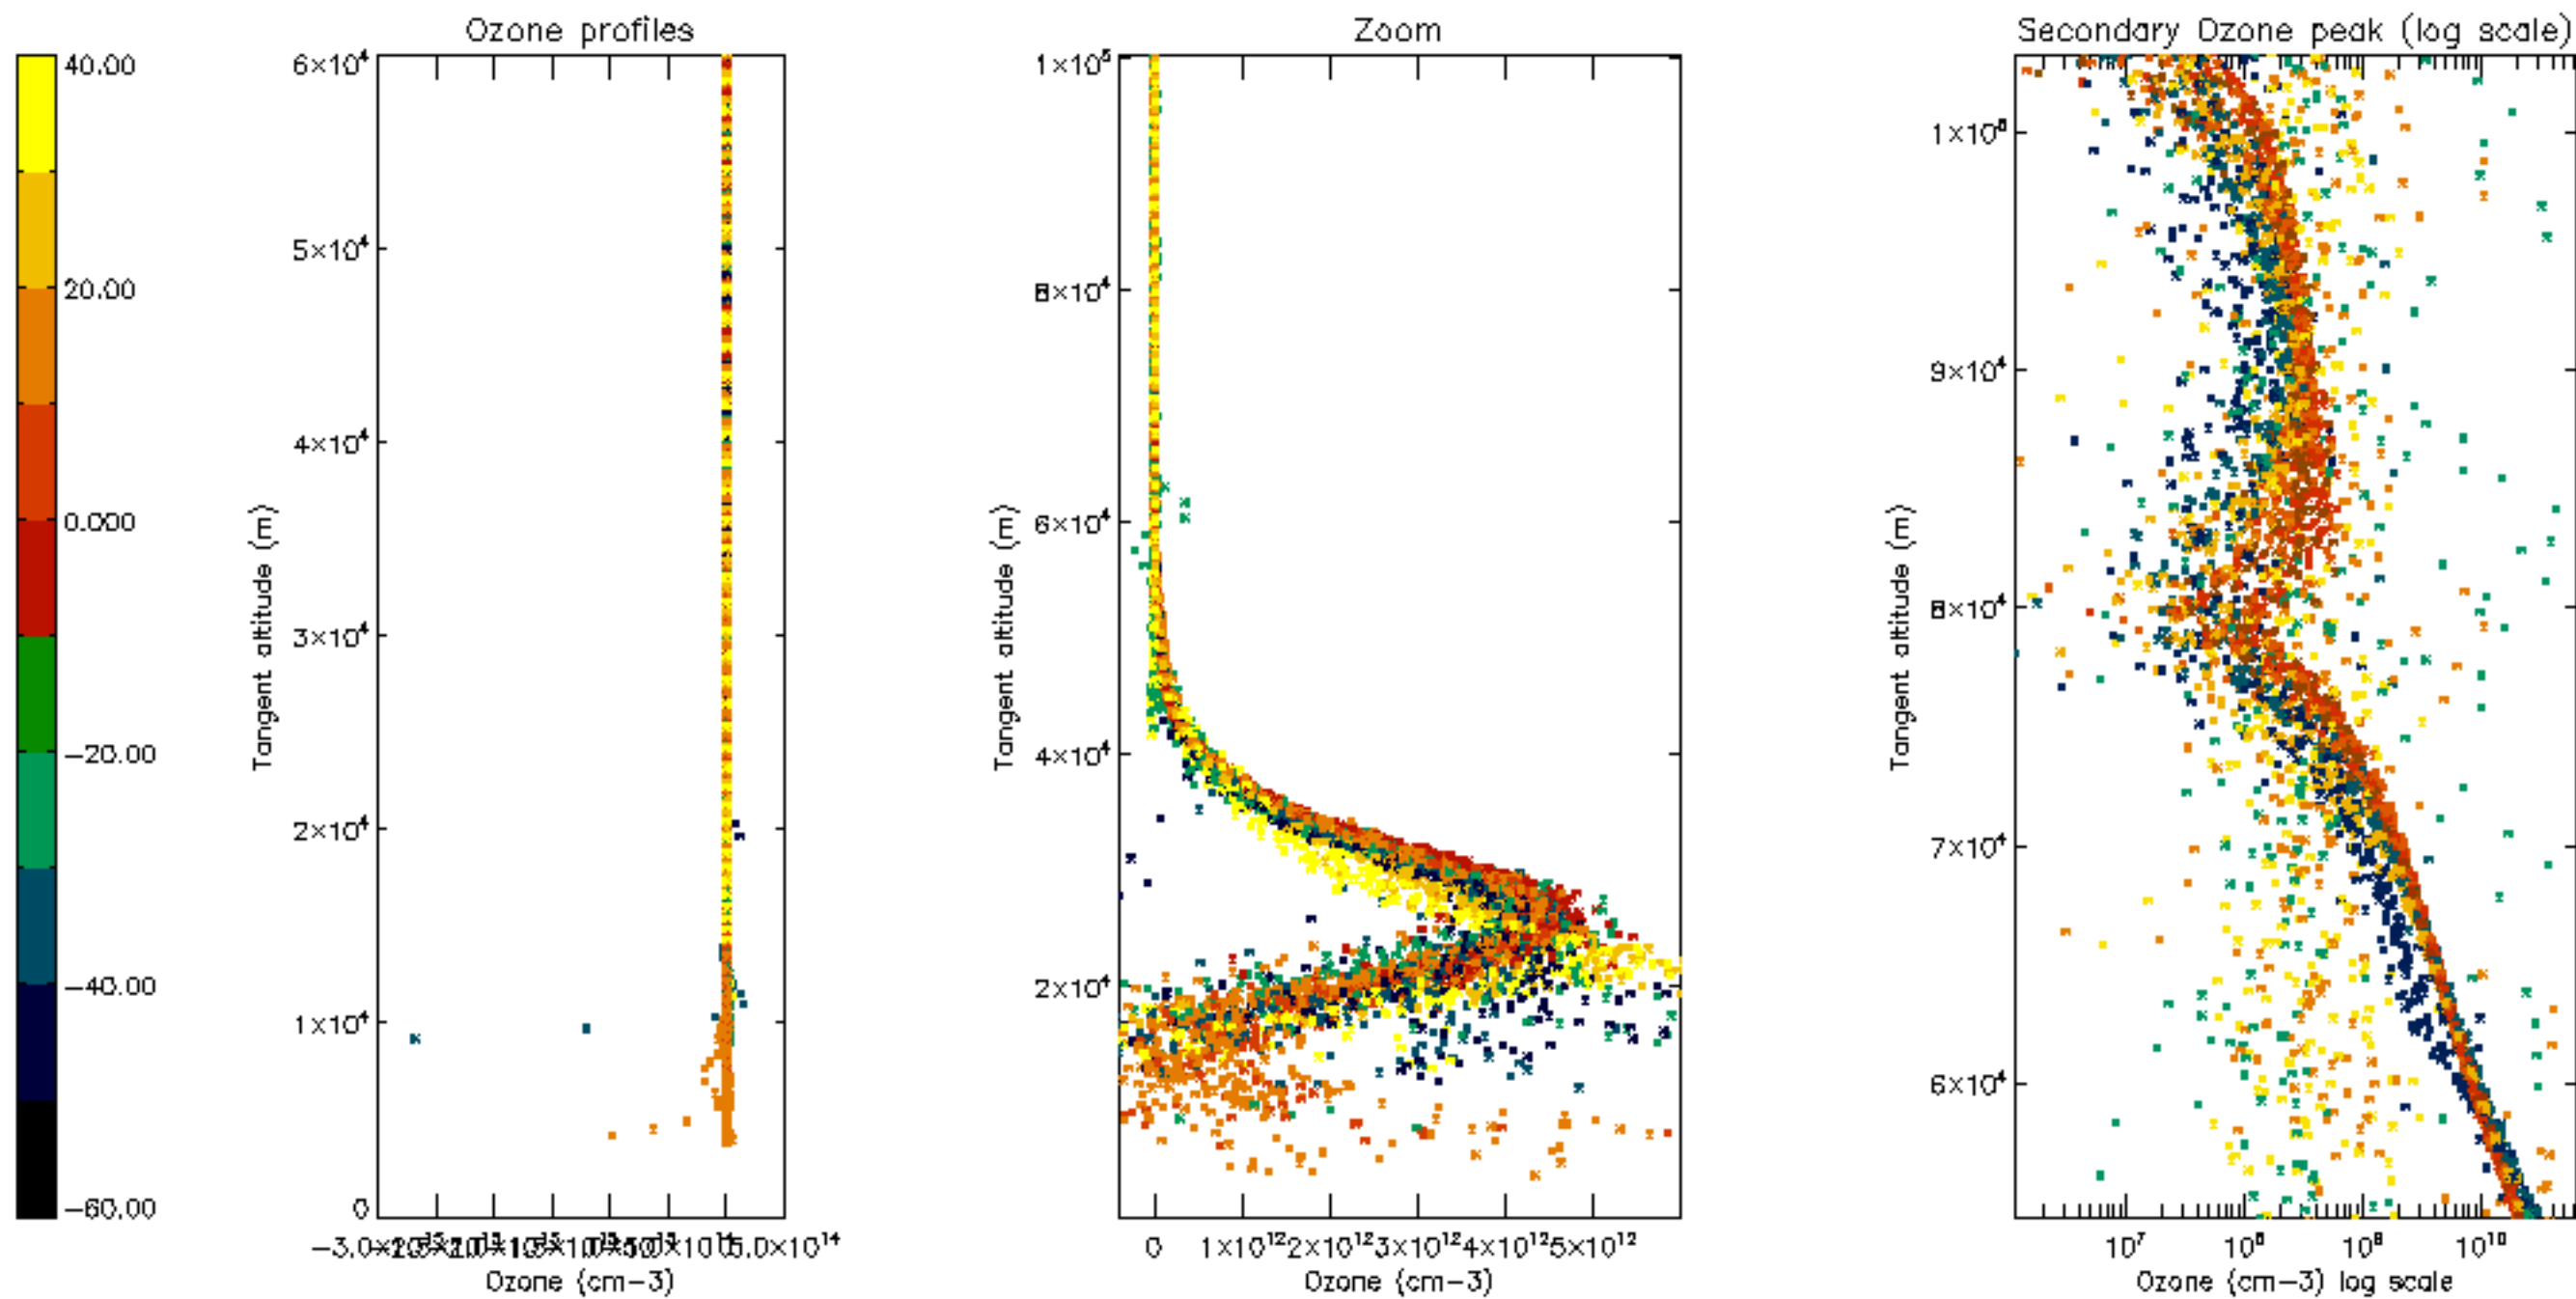 Ozone profiles
Zoom
Secondary Ozone peak (log scale)
40.00
20.00
0.000
−20.00
−40.00
−60.00
6×10⁴
5×10⁴
4×10⁴
3×10⁴
2×10⁴
1×10⁴
0
Tangent altitude (m)
5.0×10¹⁴
Ozone (cm−3)
1×10⁵
8×10⁴
6×10⁴
4×10⁴
2×10⁴
Tangent altitude (m)
0 1×10¹² 2×10¹² 3×10¹² 4×10¹² 5×10¹²
Ozone (cm−3)
9×10⁴
8×10⁴
7×10⁴
6×10⁴
Tangent altitude (m)
10⁷ 10⁸ 10⁹ 10¹⁰
Ozone (cm−3) log scale